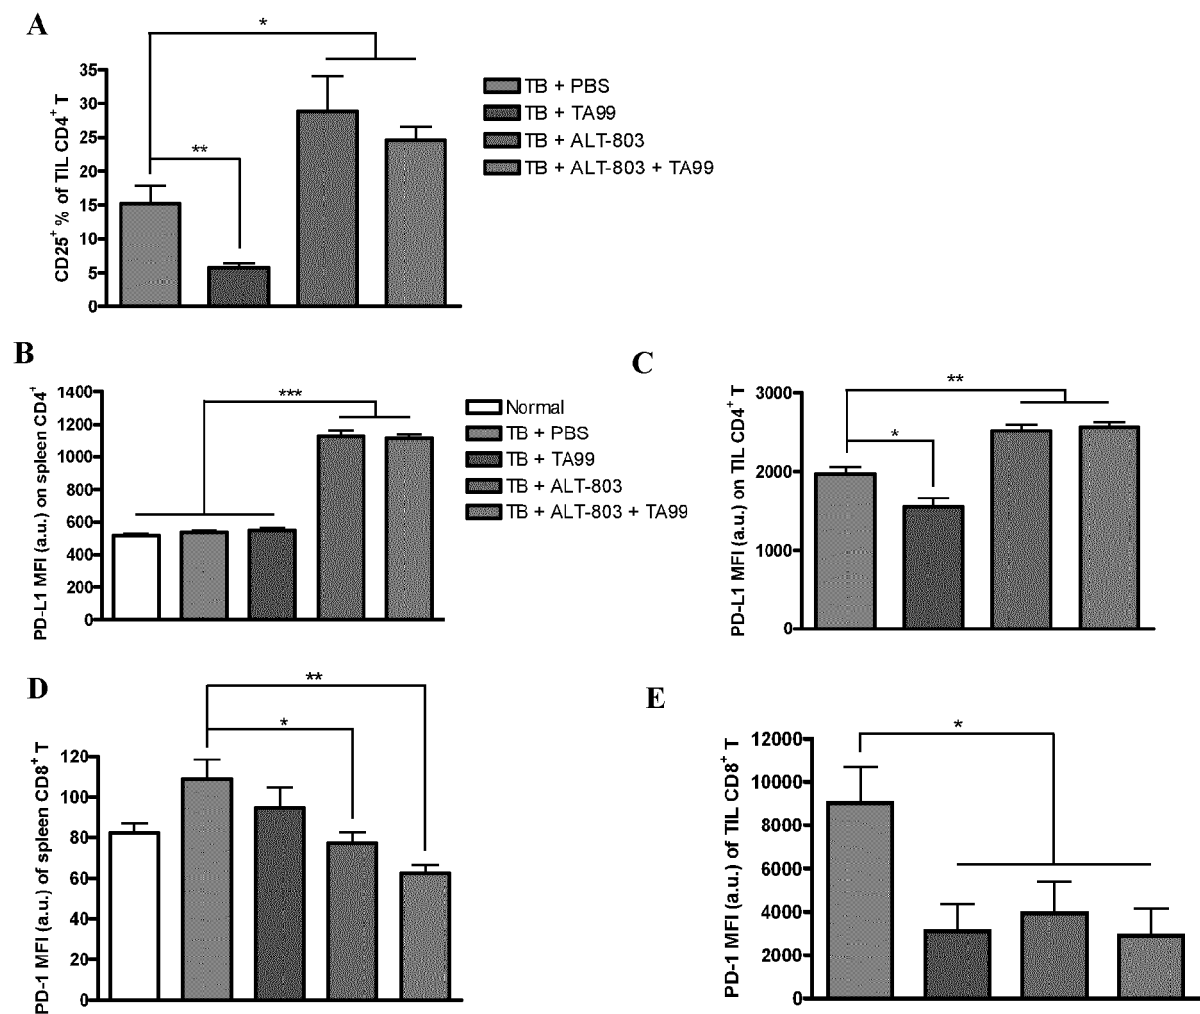 A
*
**
35
30
25
20
15
10
5
0
CD25+ % of TIL CD4+ T
TB + PBS
TB + TA99
TB + ALT-803
TB + ALT-803 + TA99
B
***
1400
1200
1000
800
600
400
200
0
PD-L1 MFI (a.u.) on spleen CD4+
Normal
TB + PBS
TB + TA99
TB + ALT-803
TB + ALT-803 + TA99
C
**
*
3000
2000
1000
0
PD-L1 MFI (a.u.) on TIL CD4+ T
D
**
*
120
100
80
60
40
20
0
PD-1 MFI (a.u.) of spleen CD8+ T
E
*
12000
10000
8000
6000
4000
2000
0
PD-1 MFI (a.u.) of TIL CD8+ T